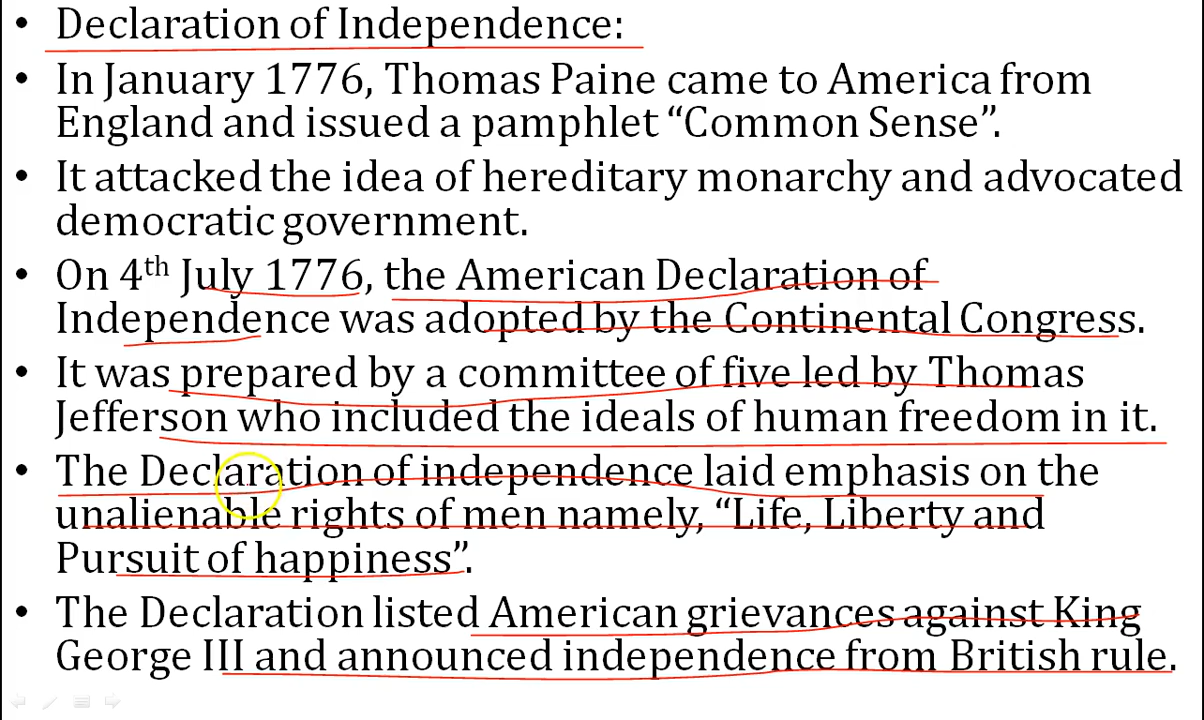 • Declaration of Independence:
• In January 1776, Thomas Paine came to America from
England and issued a pamphlet “Common Sense”.
• It attacked the idea of hereditary monarchy and advocated
democratic government.
• On 4th July 1776, the American Declaration of
Independence was adopted by the Continental Congress.
• It was prepared by a committee of five led by Thomas
Jefferson who included the ideals of human freedom in it.
• The Declaration of independence laid emphasis on the
unalienable rights of men namely, “Life, Liberty and
Pursuit of happiness”.
• The Declaration listed American grievances against King
George III and announced independence from British rule.